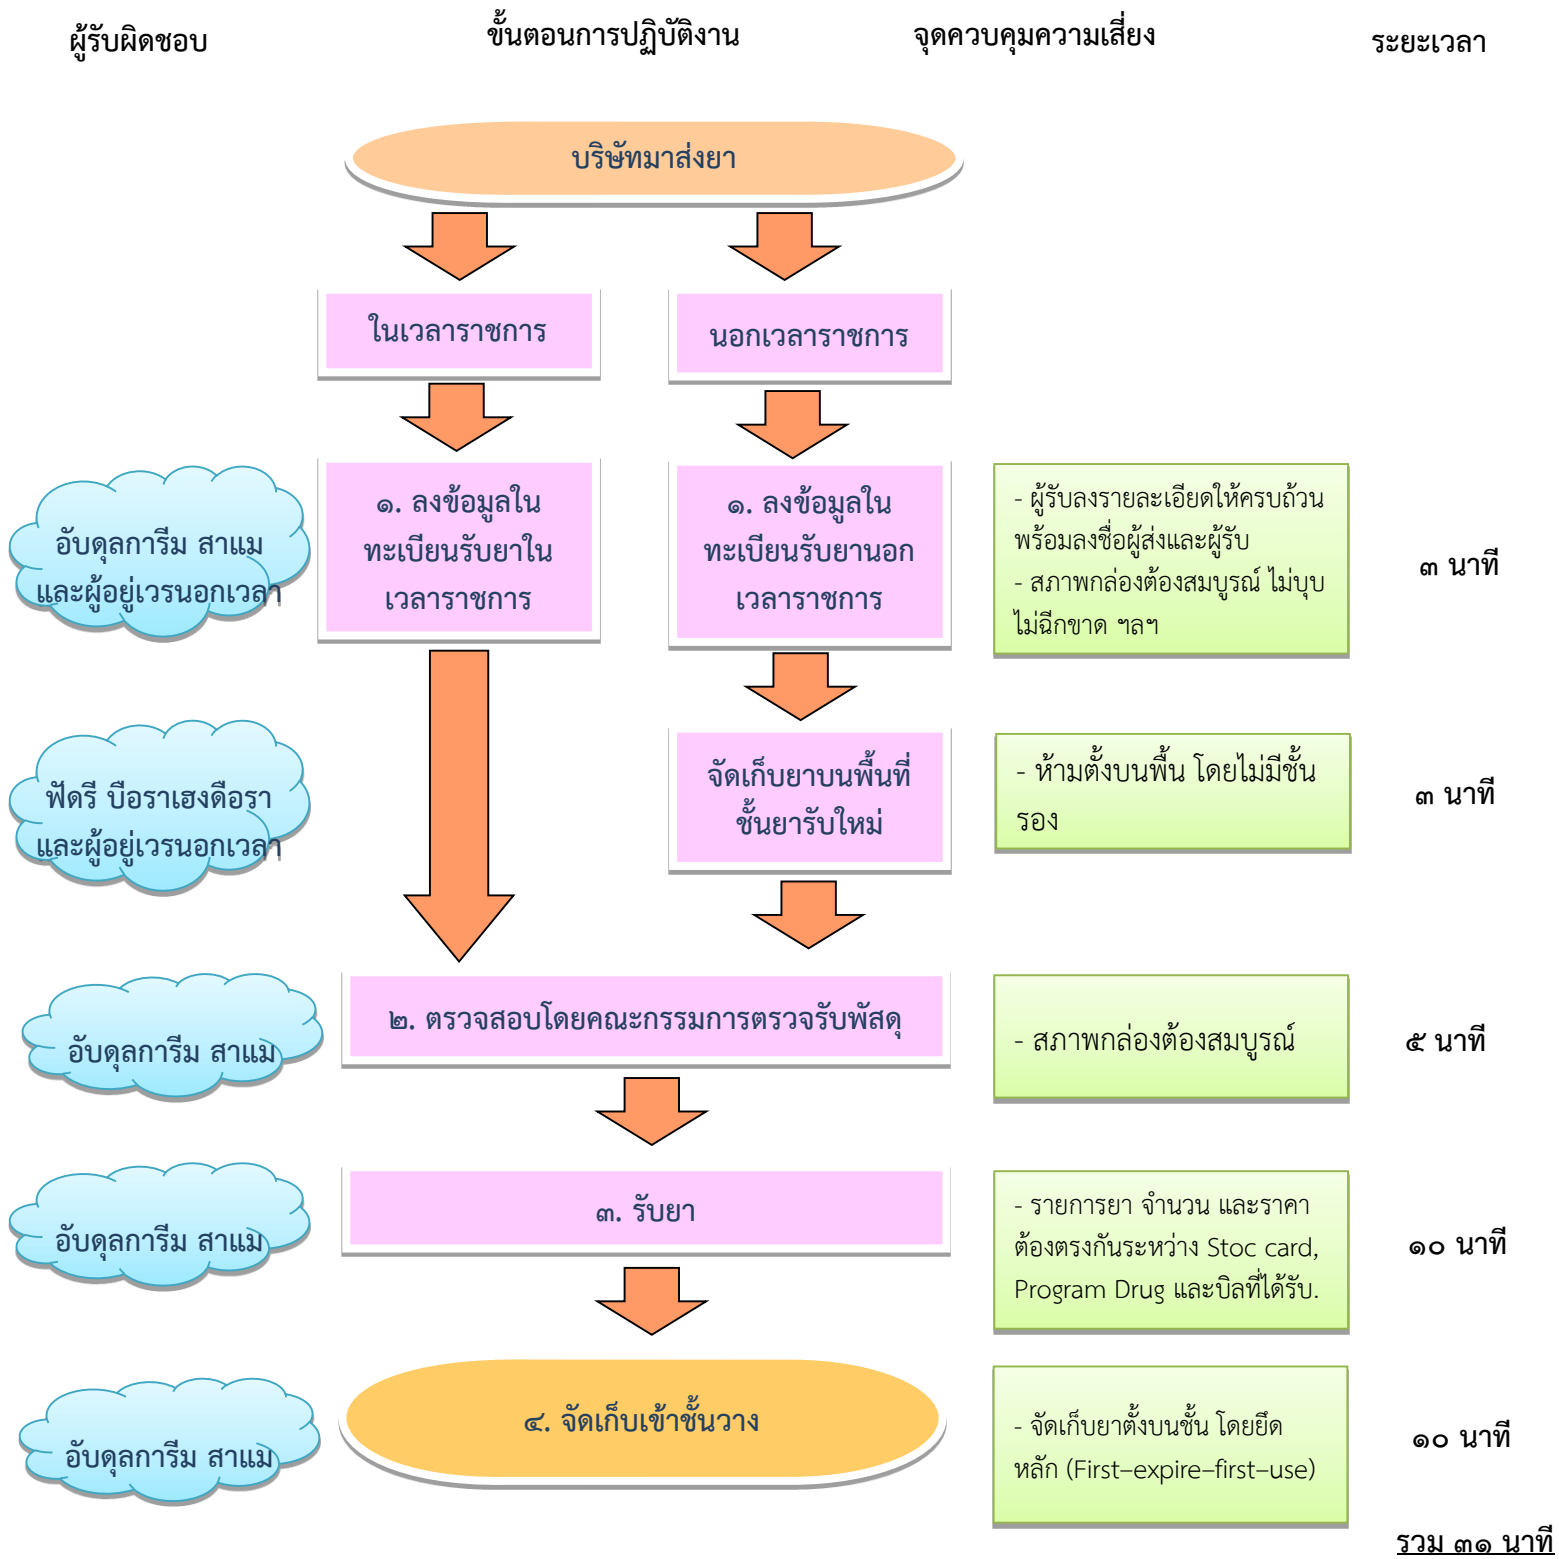 ผู้รับผิดชอบ ขั้นตอนการปฏิบัติงาน จุดควบคุมความเสี่ยง ระยะเวลา
บริษัทมาส่งยา
ในเวลาราชการ
นอกเวลาราชการ
อับดุลการีม สาแม
และผู้อยู่เวรนอกเวลา
๑. ลงข้อมูลใน
ทะเบียนรับยาใน
เวลาราชการ
๑. ลงข้อมูลใน
ทะเบียนรับยานอก
เวลาราชการ
- ผู้รับลงรายละเอียดให้ครบถ้วน
พร้อมลงชื่อผู้ส่งและผู้รับ
- สภาพกล่องต้องสมบูรณ์ ไม่บุบ
ไม่ฉีกขาด ฯลฯ
๓ นาที
ฟัดรี บือราเฮงดือรา
และผู้อยู่เวรนอกเวลา
จัดเก็บยาบนพื้นที่
ชั้นยารับใหม่
- ห้ามตั้งบนพื้น โดยไม่มีชั้น
รอง
๓ นาที
อับดุลการีม สาแม
๒. ตรวจสอบโดยคณะกรรมการตรวจรับพัสดุ
- สภาพกล่องต้องสมบูรณ์
๕ นาที
อับดุลการีม สาแม
๓. รับยา
- รายการยา จำนวน และราคา
ต้องตรงกันระหว่าง Stoc card,
Program Drug และบิลที่ได้รับ.
๑๐ นาที
อับดุลการีม สาแม
๔. จัดเก็บเข้าชั้นวาง
- จัดเก็บยาตั้งบนชั้น โดยยึด
หลัก (First–expire–first–use)
๑๐ นาที
รวม ๓๑ นาที